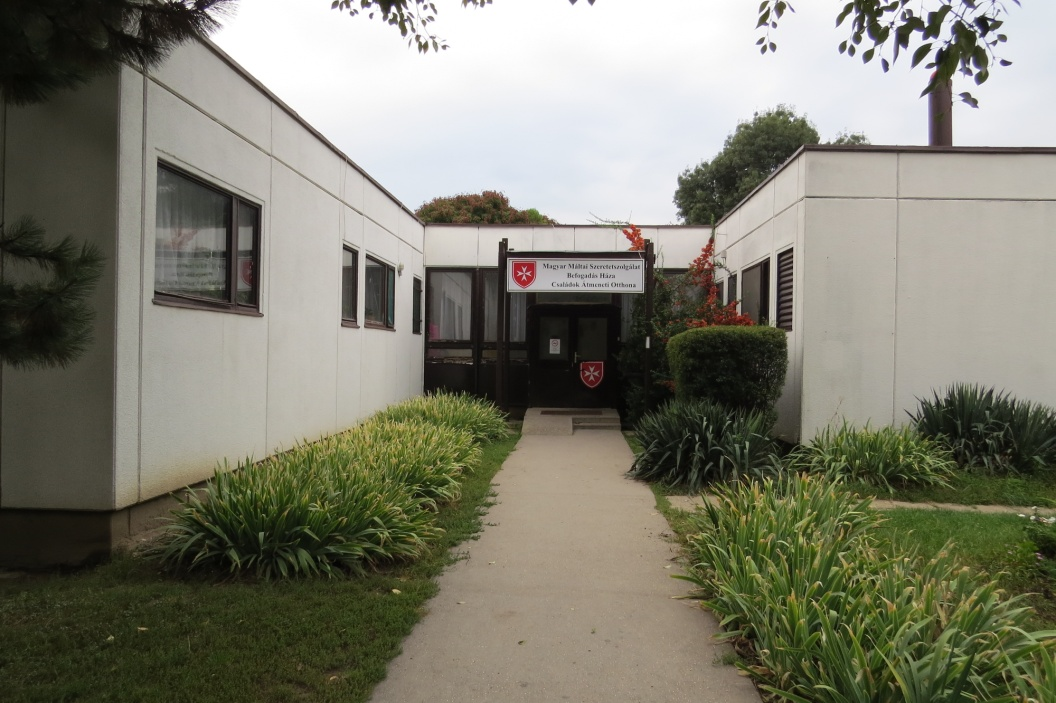 Magyar Máltai Szeretetszolgálat
Befogadás Háza
Családok Átmeneti Otthona